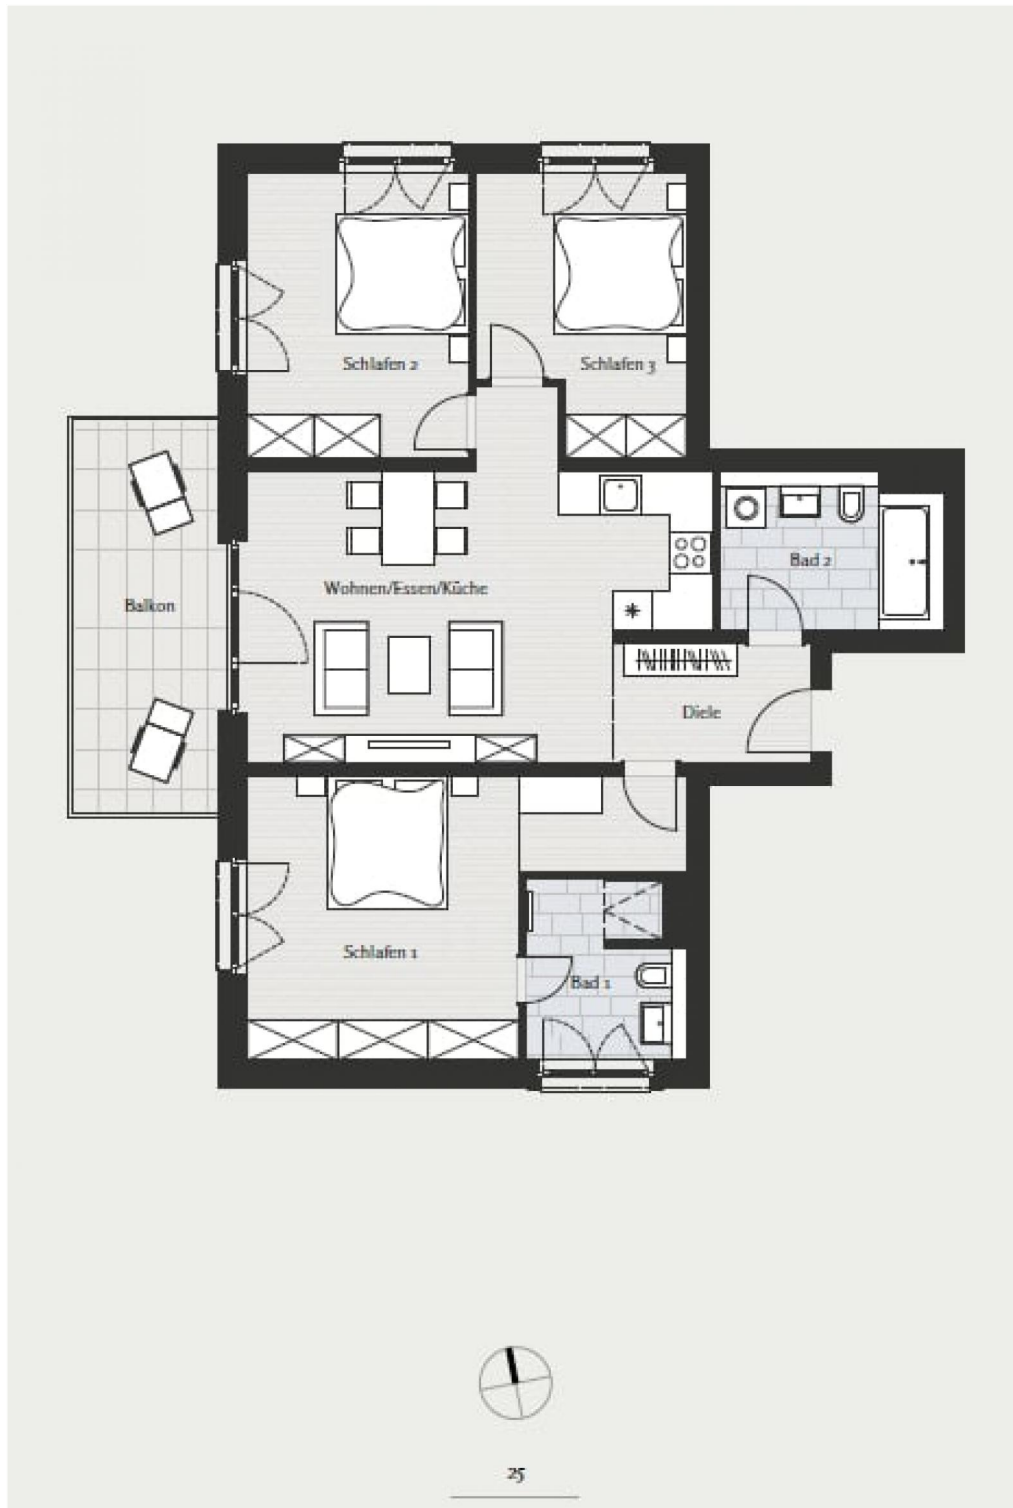 Schlafen 2
Schlafen 3
Wohnen/Essen/Küche
Bad 2
Balkon
Diele
Schlafen 1
Bad 1
25